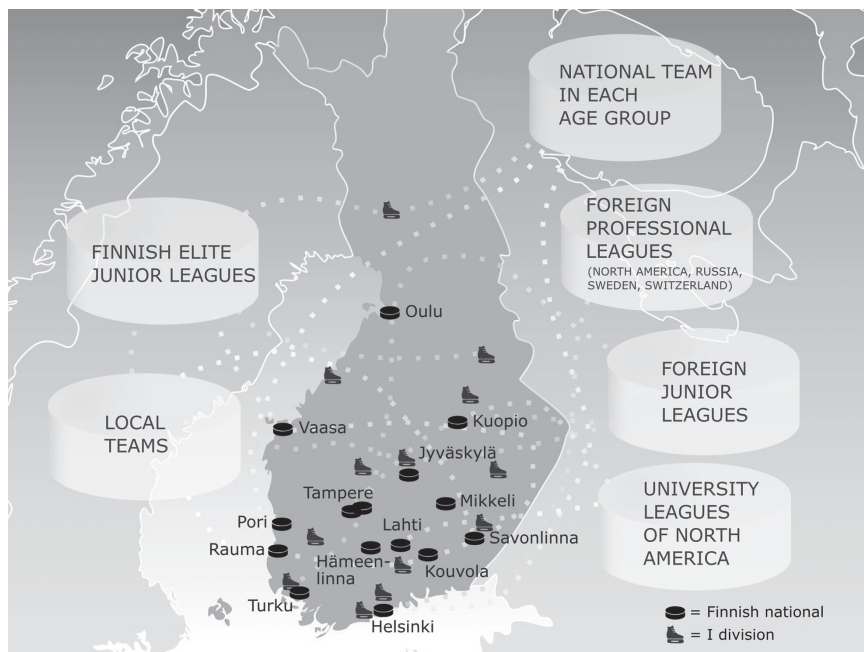 NATIONAL TEAM
IN EACH
AGE GROUP
FINNISH ELITE
JUNIOR LEAGUES
FOREIGN
PROFESSIONAL
LEAGUES
(NORTH AMERICA, RUSSIA,
SWEDEN, SWITZERLAND)
Oulu
FOREIGN
JUNIOR
LEAGUES
LOCAL
TEAMS
Vaasa
Kuopio
Jyväskylä
UNIVERSITY
LEAGUES
OF NORTH
AMERICA
Tampere
Mikkeli
Pori
Lahti
Savonlinna
Rauma
Hämeen-
linna
Kouvola
Turku
Helsinki
= Finnish national
= I division